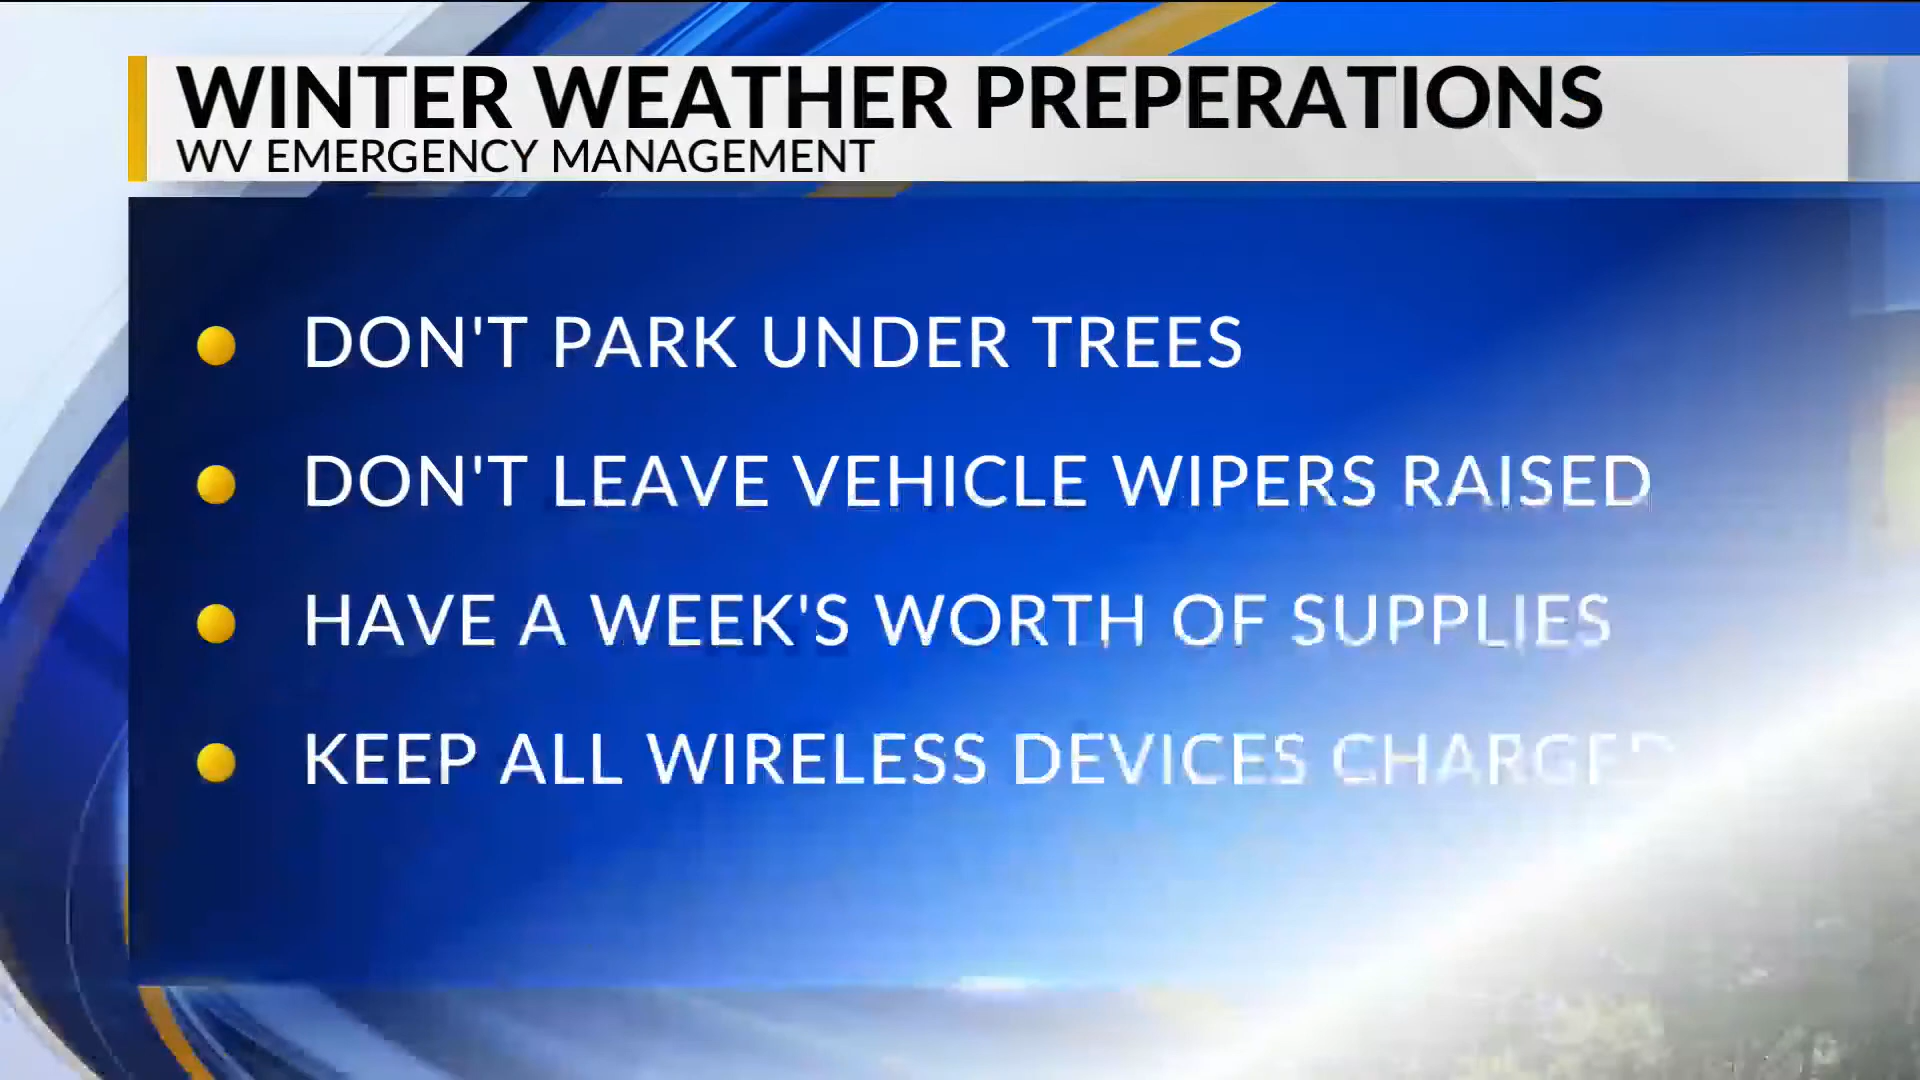 WINTER WEATHER PREPERATIONS
WV EMERGENCY MANAGEMENT
DON'T PARK UNDER TREES
DON'T LEAVE VEHICLE WIPERS RAISED
HAVE A WEEK'S WORTH OF SUPPLIES
KEEP ALL WIRELESS DEVICES CHARGED